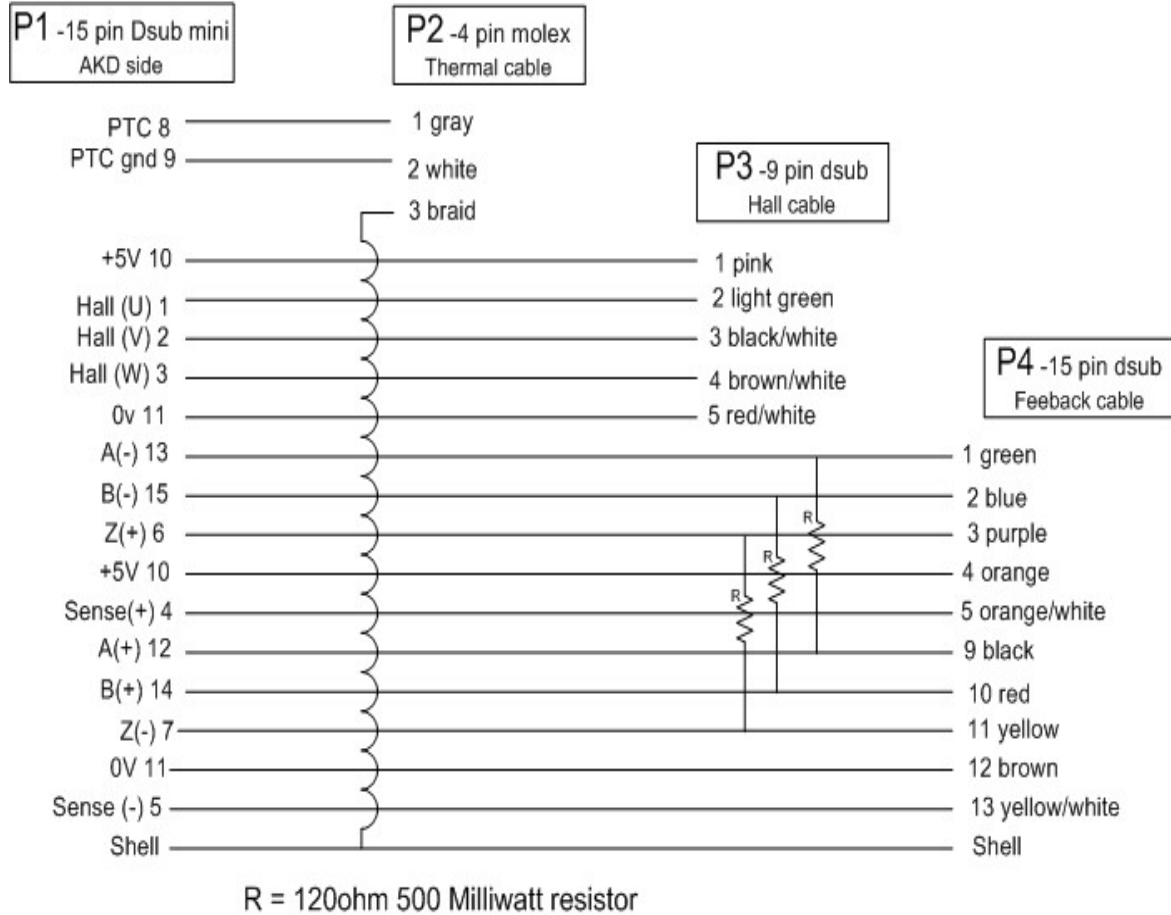 P1 -15 pin Dsub mini
AKD side
P2 -4 pin molex
Thermal cable
PTC 8
1 gray
PTC gnd 9
2 white
P3 -9 pin dsub
Hall cable
3 braid
+5V 10
1 pink
Hall (U) 1
2 light green
Hall (V) 2
3 black/white
P4 -15 pin dsub
Feeback cable
Hall (W) 3
4 brown/white
0v 11
5 red/white
A(-) 13
1 green
B(-) 15
2 blue
R
Z(+) 6
3 purple
R
+5V 10
4 orange
R
Sense(+) 4
5 orange/white
A(+) 12
9 black
B(+) 14
10 red
Z(-) 7
11 yellow
0V 11
12 brown
Sense (-) 5
13 yellow/white
Shell
Shell
R = 120ohm 500 Milliwatt resistor